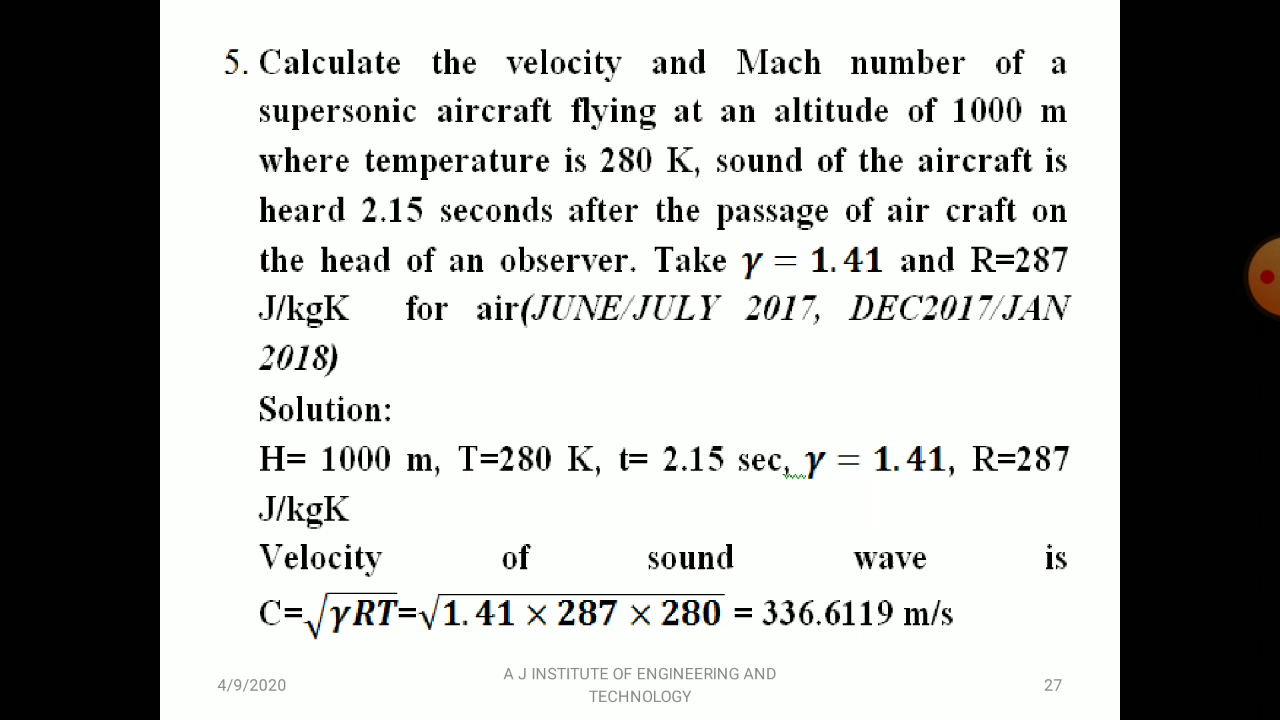 5. Calculate the velocity and Mach number of a
supersonic aircraft flying at an altitude of 1000 m
where temperature is 280 K, sound of the aircraft is
heard 2.15 seconds after the passage of air craft on
the head of an observer. Take γ = 1.41 and R=287
J/kgK for air(JUNE/JULY 2017, DEC2017/JAN
2018)
Solution:
H= 1000 m, T=280 K, t= 2.15 sec, γ = 1.41, R=287
J/kgK
Velocity of sound wave is
C=√γRT=√1.41 × 287 × 280 = 336.6119 m/s
4/9/2020
A J INSTITUTE OF ENGINEERING AND
TECHNOLOGY
27